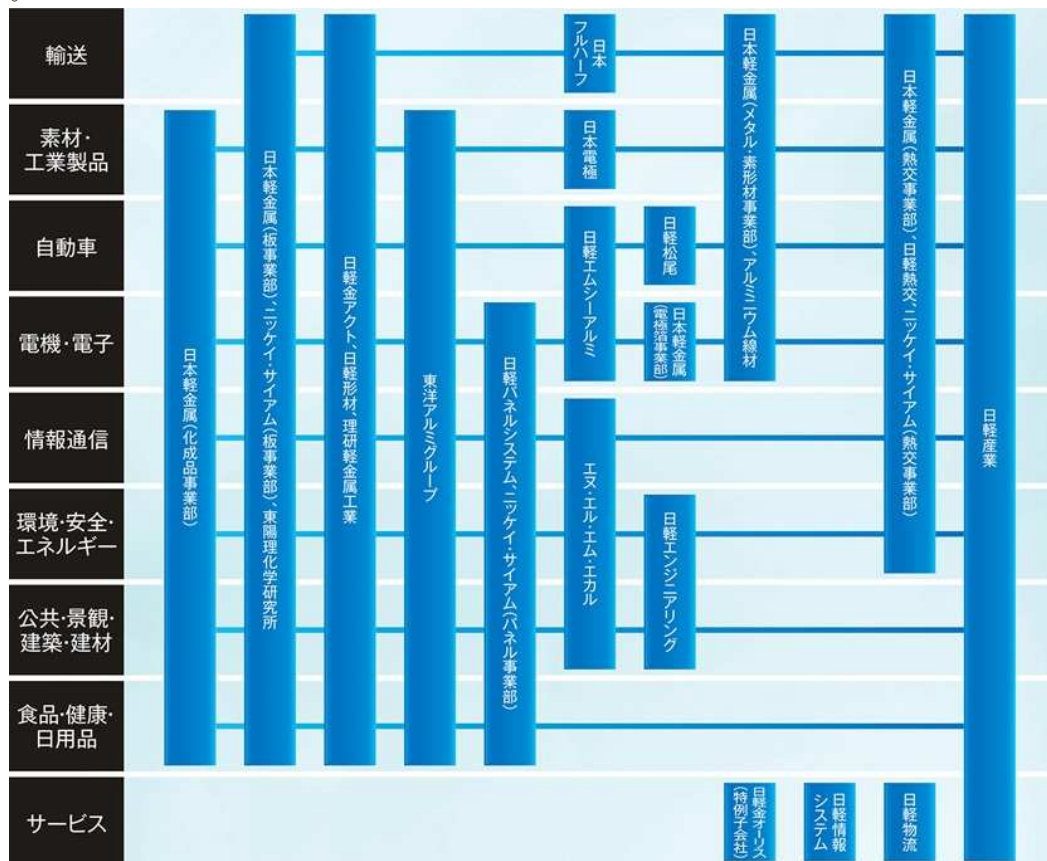 輸送
素材・
工業製品
自動車
電機・電子
情報通信
環境・安全・
エネルギー
公共・景観・
建築・建材
食品・健康・
日用品
サービス
日本軽金属(化成品事業部)
日本軽金属(板事業部)、ニッケイ・サイアム(板事業部)、東陽理化学研究所
日軽金アクト、日軽形材、理研軽金属工業
東洋アルミグループ
日軽パネルシステム、ニッケイ・サイアム(パネル事業部)
日本
フルハーフ
日本電極
日軽エムシーアルミ
エヌ・エル・エム・エカル
日軽松尾
日本軽金属
(電極箔事業部)
日軽エンジニアリング
日本軽金属(メタル・素形材事業部)、アルミニウム線材
日軽金オーリス
(特例子会社)
日軽情報
システム
日本軽金属(熱交事業部)、日軽熱交、ニッケイ・サイアム(熱交事業部)
日軽物流
日軽産業